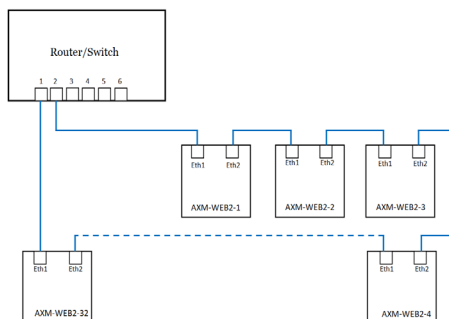 Router/Switch
1 2 3 4 5 6
Eth1 Eth2 Eth1 Eth2 Eth1 Eth2
AXM-WEB2-1 AXM-WEB2-2 AXM-WEB2-3
Eth1 Eth2 Eth1 Eth2
AXM-WEB2-32 AXM-WEB2-4